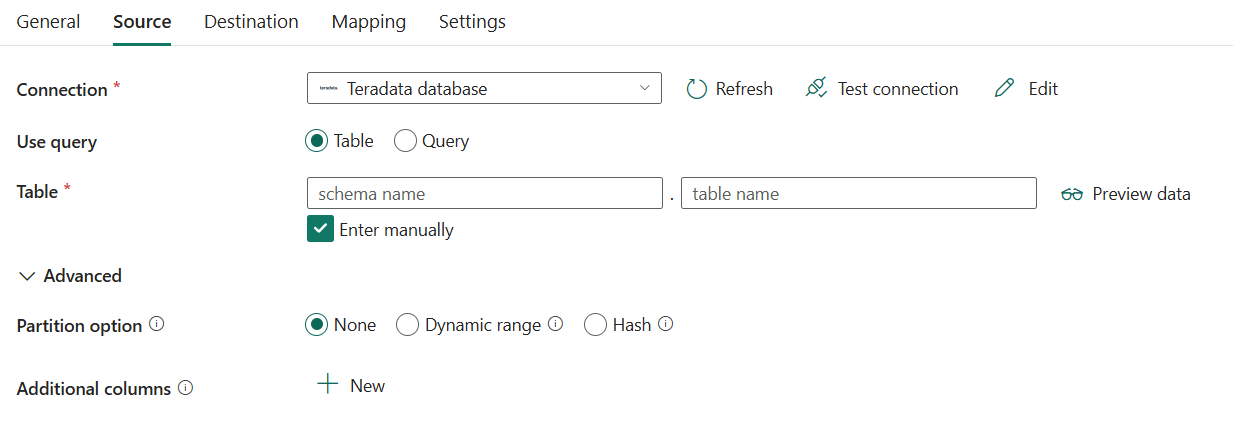 General Source Destination Mapping Settings
Connection * teradata. Teradata database Refresh Test connection Edit
Use query Table Query
Table * schema name . table name Preview data
Enter manually
Advanced
Partition option None Dynamic range Hash
Additional columns New